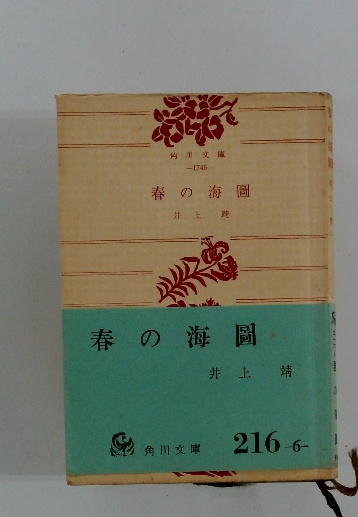 角川文庫
—1746
春の海圖
井上靖
春の海圖
井上靖
角川文庫 216 -6-